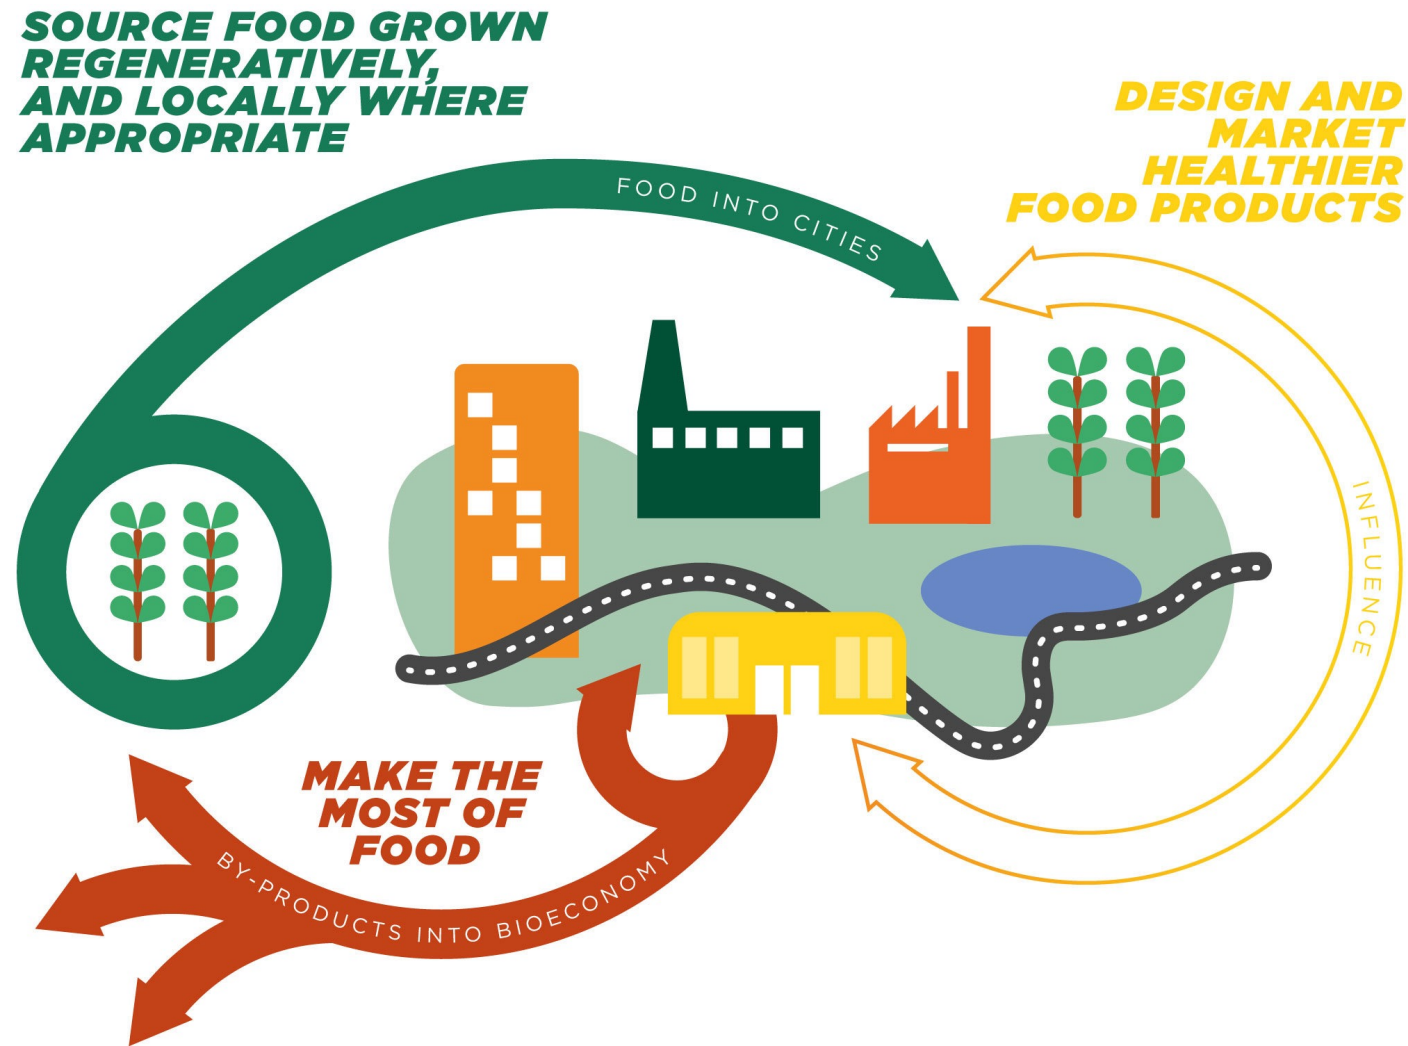 SOURCE FOOD GROWN
REGENERATIVELY,
AND LOCALLY WHERE
APPROPRIATE
DESIGN AND
MARKET
HEALTHIER
FOOD PRODUCTS
FOOD INTO CITIES
INFLUENCE
MAKE THE
MOST OF
FOOD
BY-PRODUCTS INTO BIOECONOMY